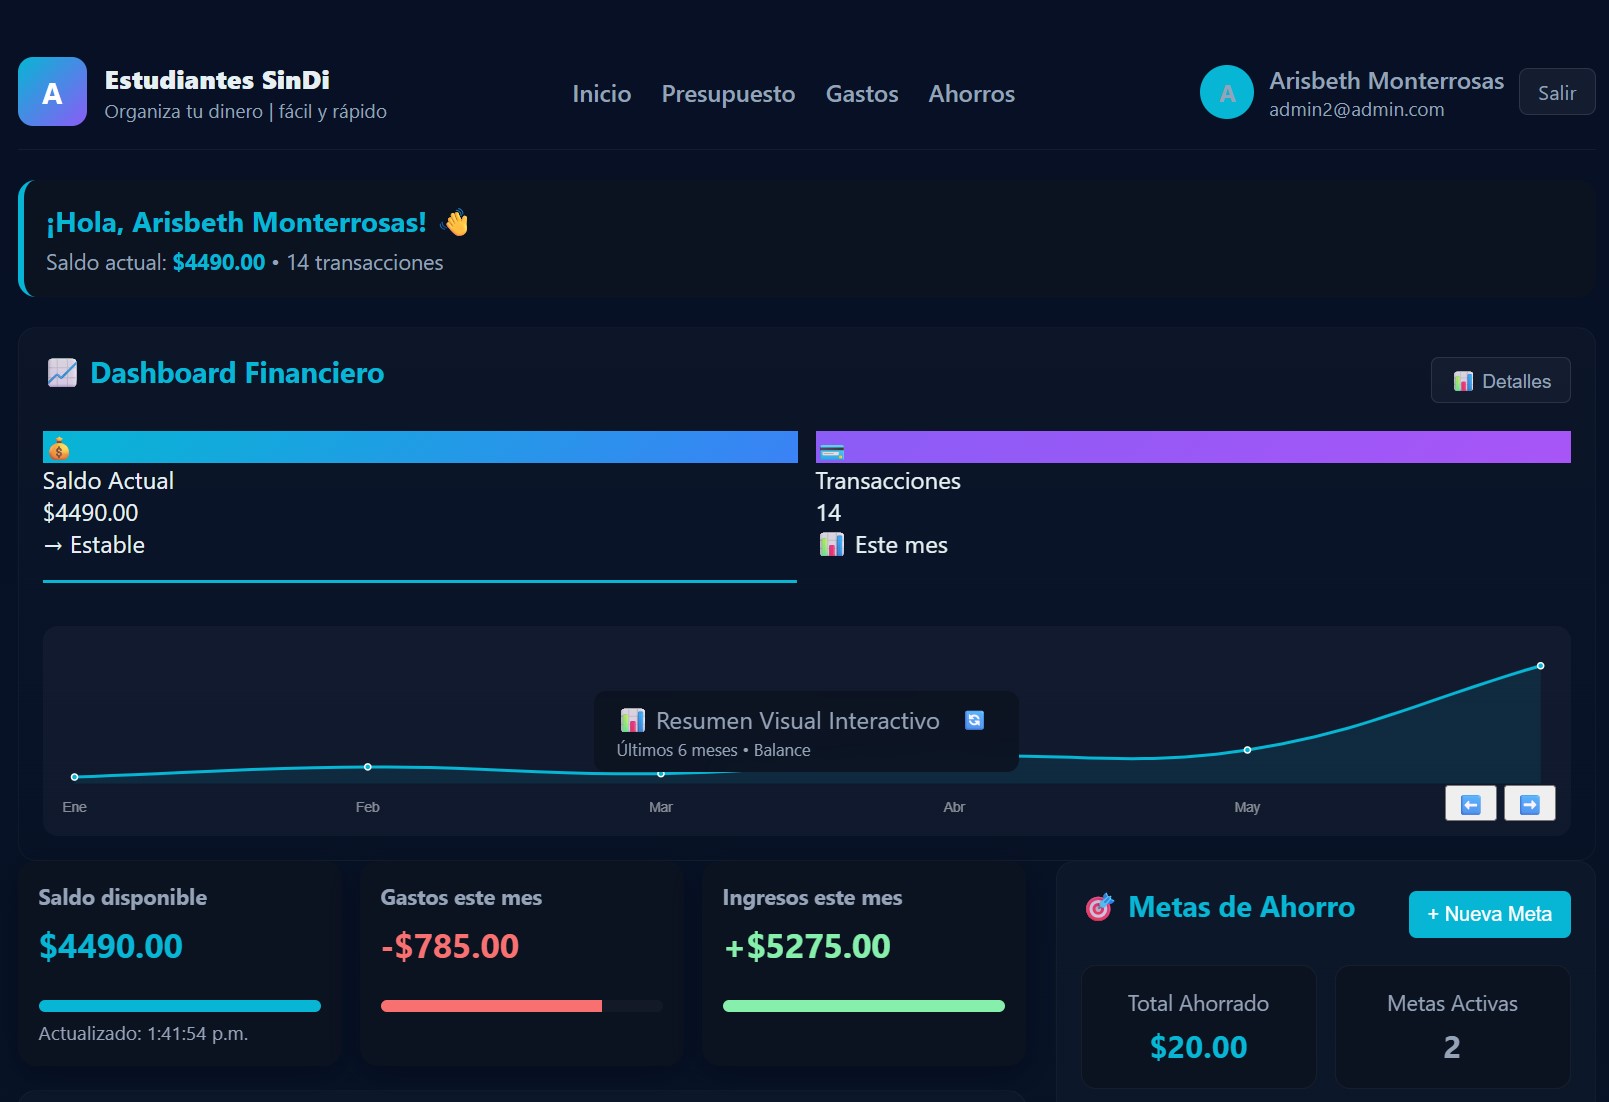 A
Estudiantes SinDi
Organiza tu dinero | fácil y rápido
Inicio
Presupuesto
Gastos
Ahorros
A
Arisbeth Monterrosas
admin2@admin.com
Salir
¡Hola, Arisbeth Monterrosas! 👋
Saldo actual: $4490.00 • 14 transacciones
📈 Dashboard Financiero
📊 Detalles
💰
Saldo Actual
$4490.00
→ Estable
💳
Transacciones
14
📊 Este mes
📊 Resumen Visual Interactivo 🔄
Últimos 6 meses • Balance
Ene
Feb
Mar
Abr
May
⬅️
➡️
Saldo disponible
$4490.00
Actualizado: 1:41:54 p.m.
Gastos este mes
-$785.00
Ingresos este mes
+$5275.00
🎯 Metas de Ahorro
+ Nueva Meta
Total Ahorrado
$20.00
Metas Activas
2